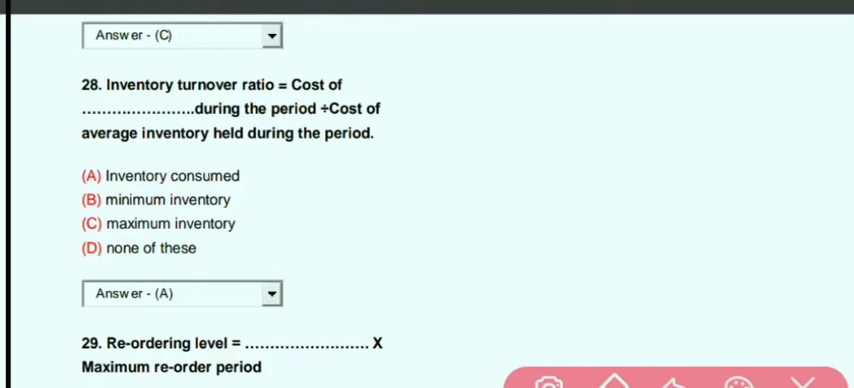 Answer - (C)
28. Inventory turnover ratio = Cost of
......................during the period ÷Cost of
average inventory held during the period.
(A) Inventory consumed
(B) minimum inventory
(C) maximum inventory
(D) none of these
Answer - (A)
29. Re-ordering level = ......................... X
Maximum re-order period